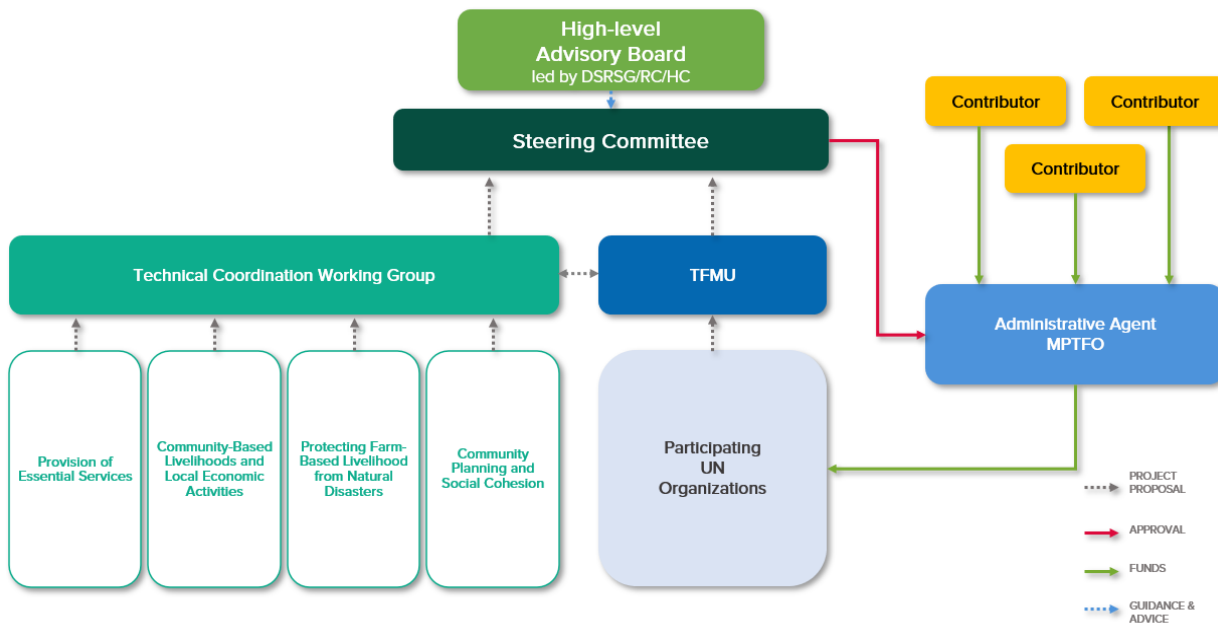 High-level
Advisory Board
led by DSRSG/RC/HC
Steering Committee
Contributor
Contributor
Contributor
Technical Coordination Working Group
TFMU
Administrative Agent
MPTFO
Provision of
Essential Services
Community-Based
Livelihoods and
Local Economic
Activities
Protecting Farm-
Based Livelihood
from Natural
Disasters
Community
Planning and
Social Cohesion
Participating
UN
Organizations
PROJECT
PROPOSAL
APPROVAL
FUNDS
GUIDANCE &
ADVICE